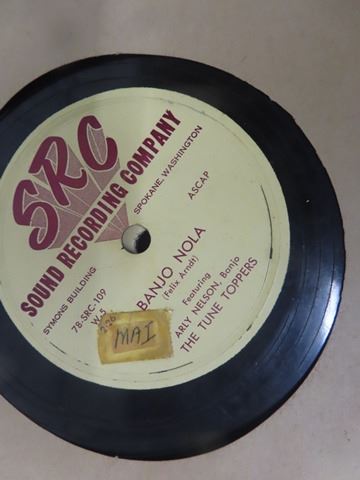 SRC
SOUND RECORDING COMPANY
SYMONS BUILDING
SPOKANE, WASHINGTON
78-SRC-109
W-5
ASCAP
BANJO NOLA
(Felix Arndt)
Featuring
ARLY NELSON, Banjo
THE TUNE TOPPERS
MAI